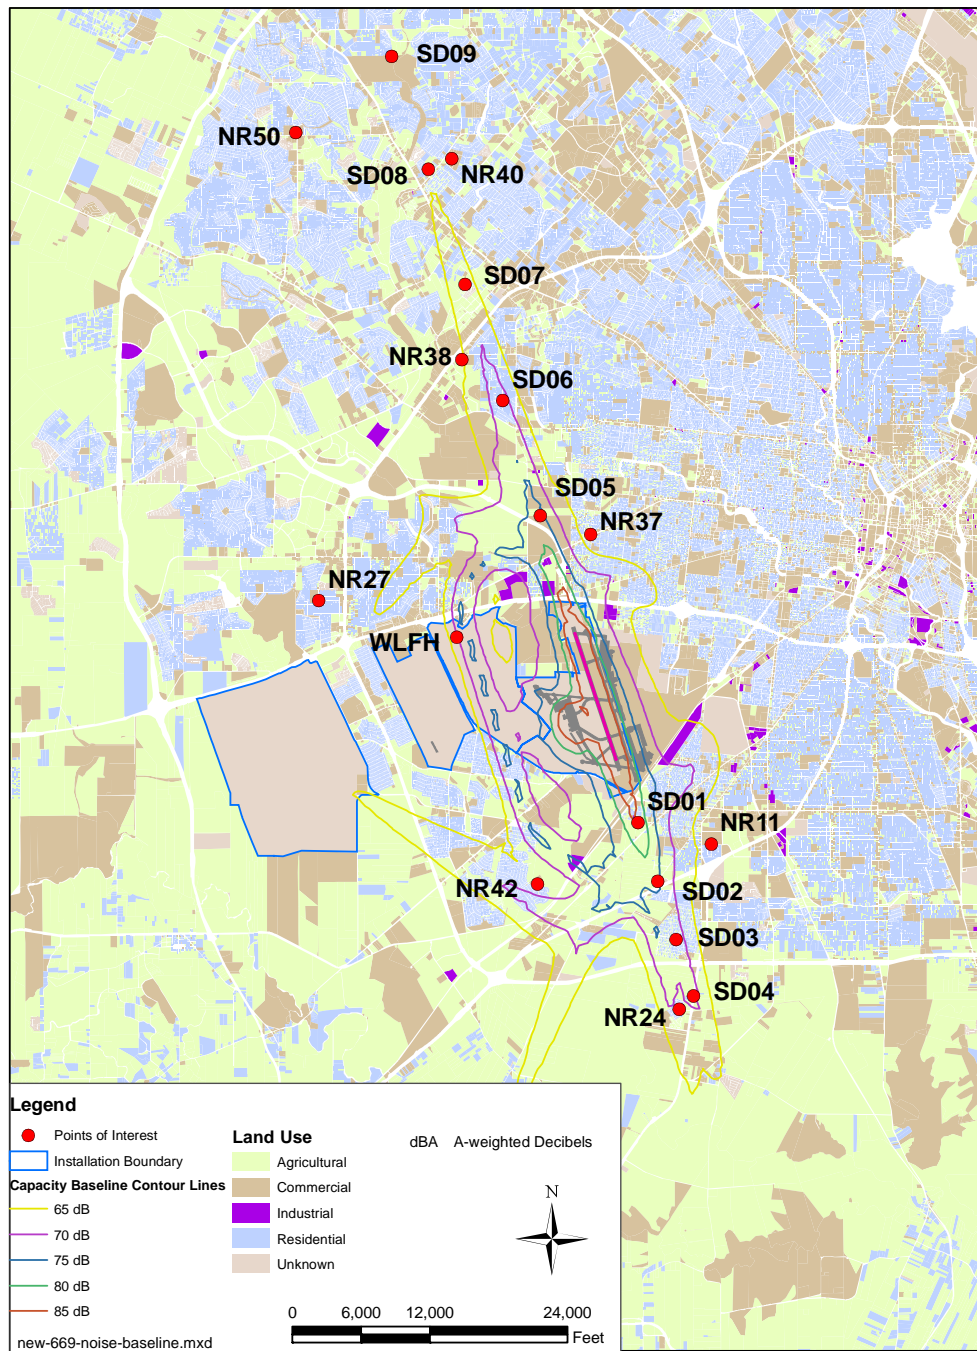 SD09
NR50
SD08
NR40
SD07
NR38
SD06
SD05
NR37
NR27
WLFH
SD01
NR11
NR42
SD02
SD03
SD04
NR24
Legend
Points of Interest
Installation Boundary
Capacity Baseline Contour Lines
65 dB
70 dB
75 dB
80 dB
85 dB
new-669-noise-baseline.mxd
Land Use
Agricultural
Commercial
Industrial
Residential
Unknown
dBA A-weighted Decibels
N
0 6,000 12,000 24,000
Feet